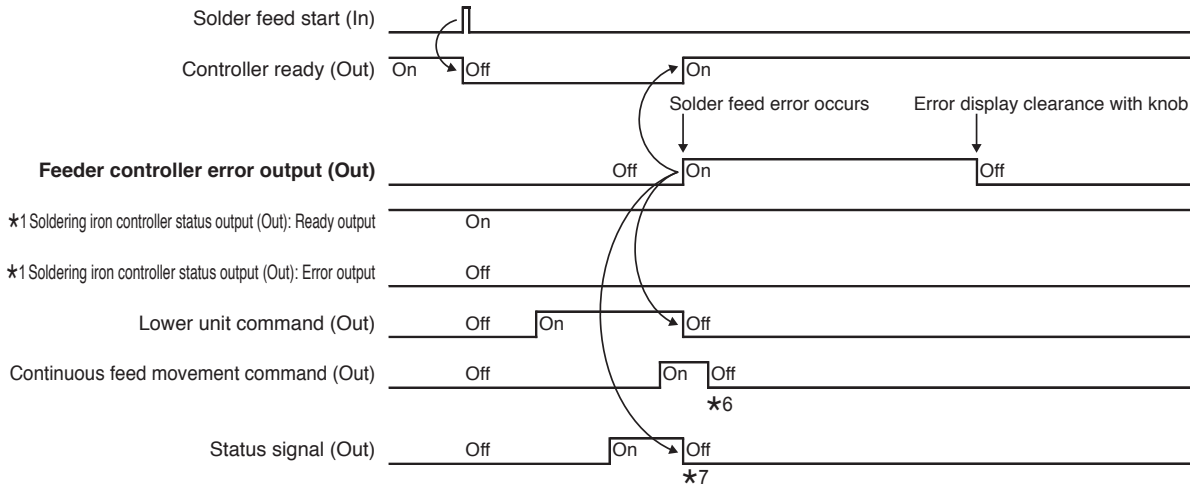 Solder feed start (In)
Controller ready (Out) On Off On
Solder feed error occurs Error display clearance with knob
Feeder controller error output (Out) Off On Off
★1 Soldering iron controller status output (Out): Ready output On
★1 Soldering iron controller status output (Out): Error output Off
Lower unit command (Out) Off On Off
Continuous feed movement command (Out) Off On Off
★6
Status signal (Out) Off On Off
★7